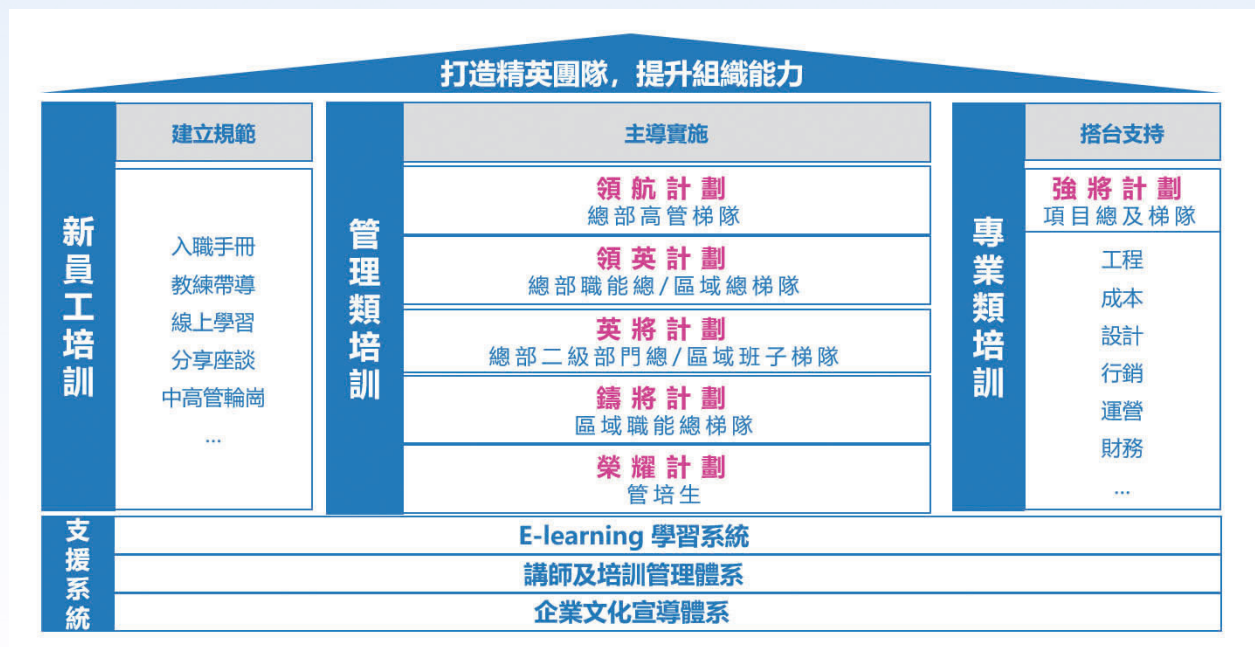 打造精英團隊，提升組織能力
新員工培訓
建立規範
入職手冊
教練帶導
線上學習
分享座談
中高管輪崗
...
管理類培訓
主導實施
領航計劃
總部高管梯隊
領英計劃
總部職能總/區域總梯隊
英將計劃
總部二級部門總/區域班子梯隊
鑄將計劃
區域職能總梯隊
榮耀計劃
管培生
專業類培訓
搭台支持
強將計劃
項目總及梯隊
工程
成本
設計
行銷
運營
財務
...
支援系統
E-learning 學習系統
講師及培訓管理體系
企業文化宣導體系